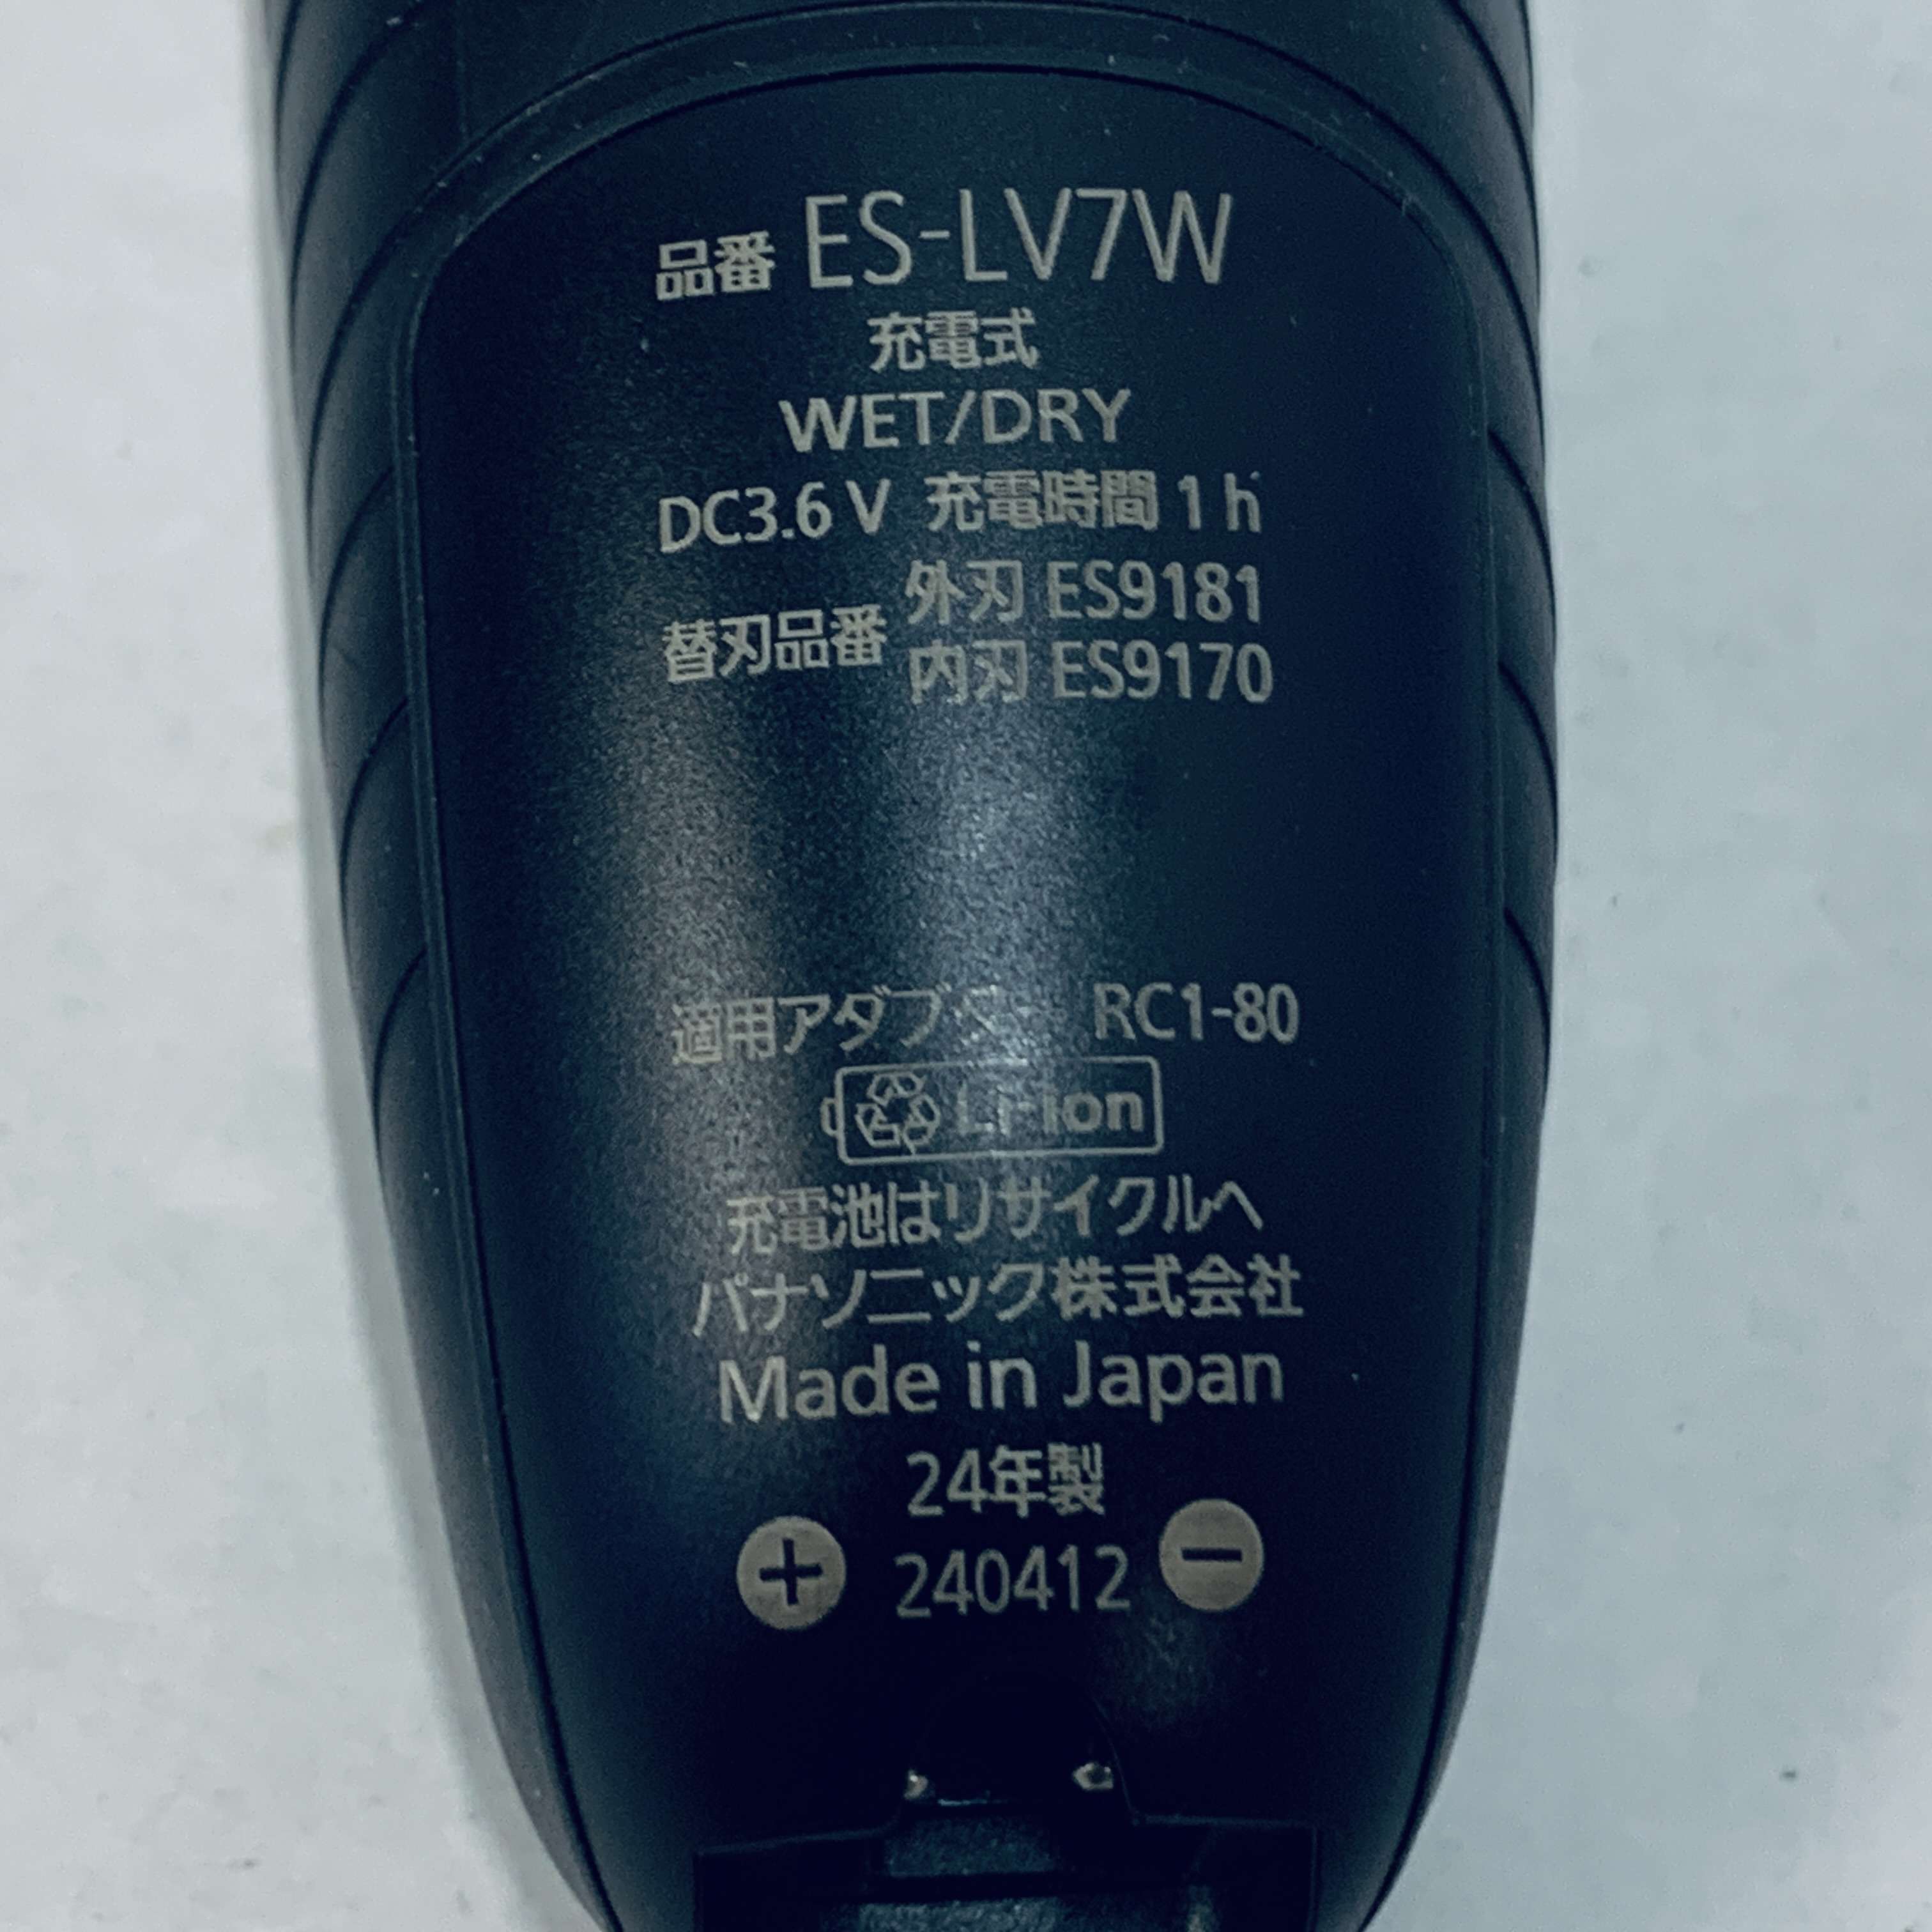 品番 ES-LV7W
充電式
WET/DRY
DC3.6 V 充電時間 1 h
替刃品番 外刃 ES9181
内刃 ES9170
適用アダプター RC1-80
Li-ion
充電池はリサイクルへ
パナソニック株式会社
Made in Japan
24年製
+ 240412 −